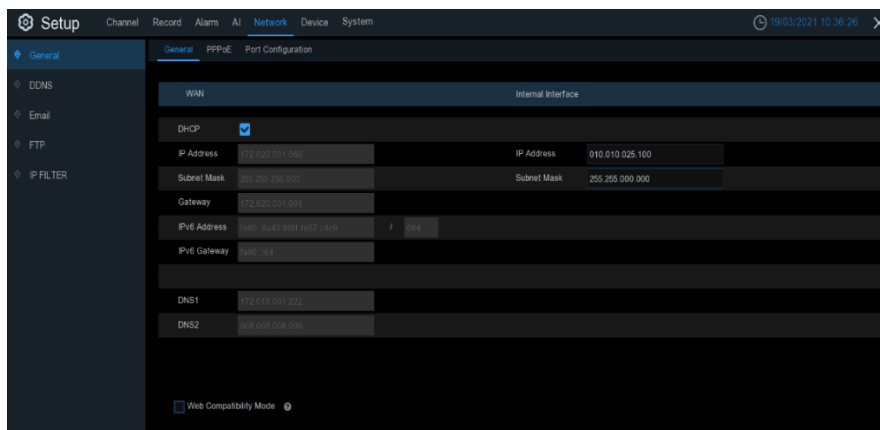 Setup Channel Record Alarm AI Network Device System 19/03/2021 10:36:26
General PPPoE Port Configuration
General
DDNS
Email
FTP
IP FILTER
WAN Internal Interface
DHCP
IP Address 172.020.031.060 IP Address 010.010.025.100
Subnet Mask 255.255.255.000 Subnet Mask 255.255.000.000
Gateway 172.020.031.001
IPv6 Address / 064
IPv6 Gateway
DNS1 172.018.001.222
DNS2 008.008.008.008
Web Compatibility Mode